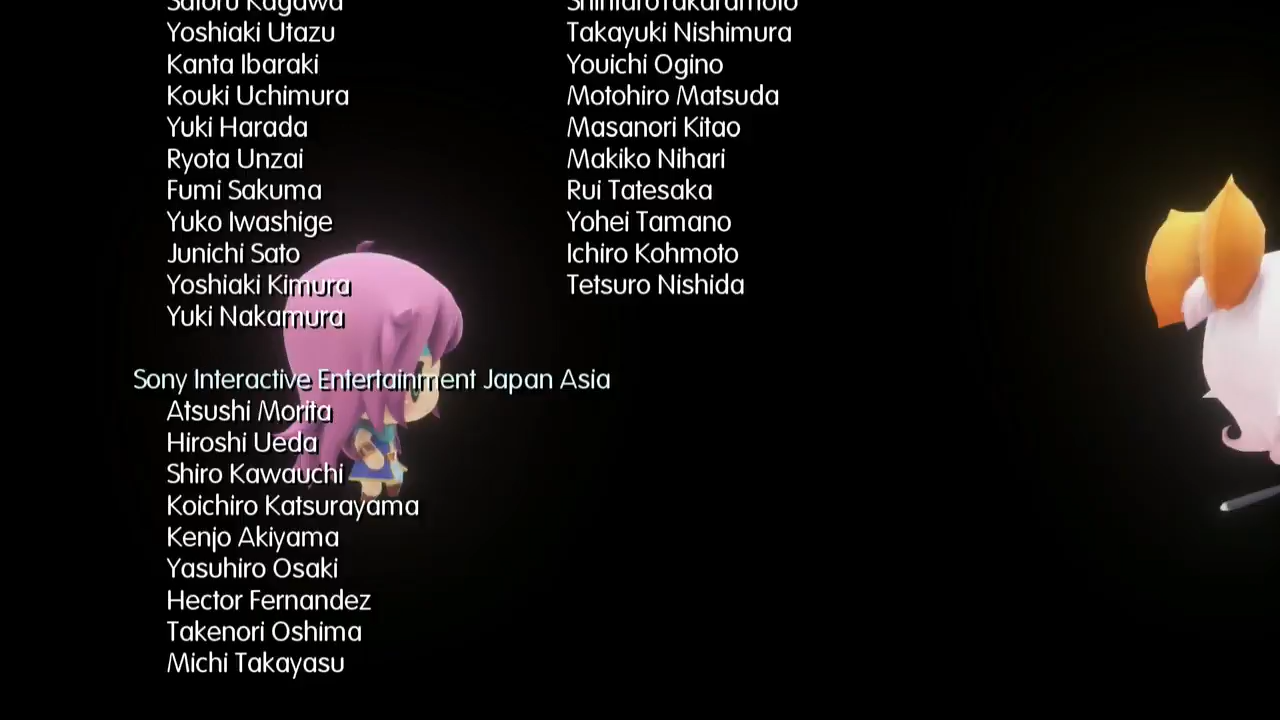 Satoru Kagawa
Yoshiaki Utazu
Kanta Ibaraki
Kouki Uchimura
Yuki Harada
Ryota Unzai
Fumi Sakuma
Yuko Iwashige
Junichi Sato
Yoshiaki Kimura
Yuki Nakamura
ShintaroTakaramoto
Takayuki Nishimura
Youichi Ogino
Motohiro Matsuda
Masanori Kitao
Makiko Nihari
Rui Tatesaka
Yohei Tamano
Ichiro Kohmoto
Tetsuro Nishida
Sony Interactive Entertainment Japan Asia
Atsushi Morita
Hiroshi Ueda
Shiro Kawauchi
Koichiro Katsurayama
Kenjo Akiyama
Yasuhiro Osaki
Hector Fernandez
Takenori Oshima
Michi Takayasu